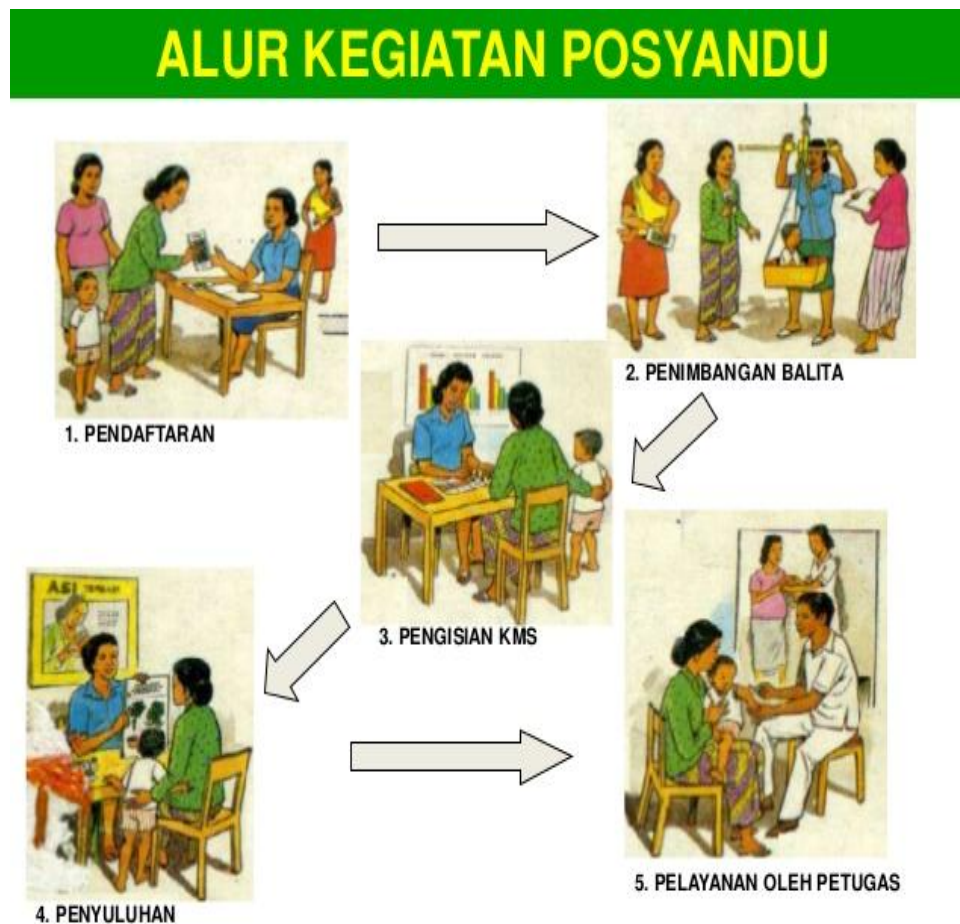 ALUR KEGIATAN POSYANDU
1. PENDAFTARAN
2. PENIMBANGAN BALITA
3. PENGISIAN KMS
ASI
4. PENYULUHAN
5. PELAYANAN OLEH PETUGAS